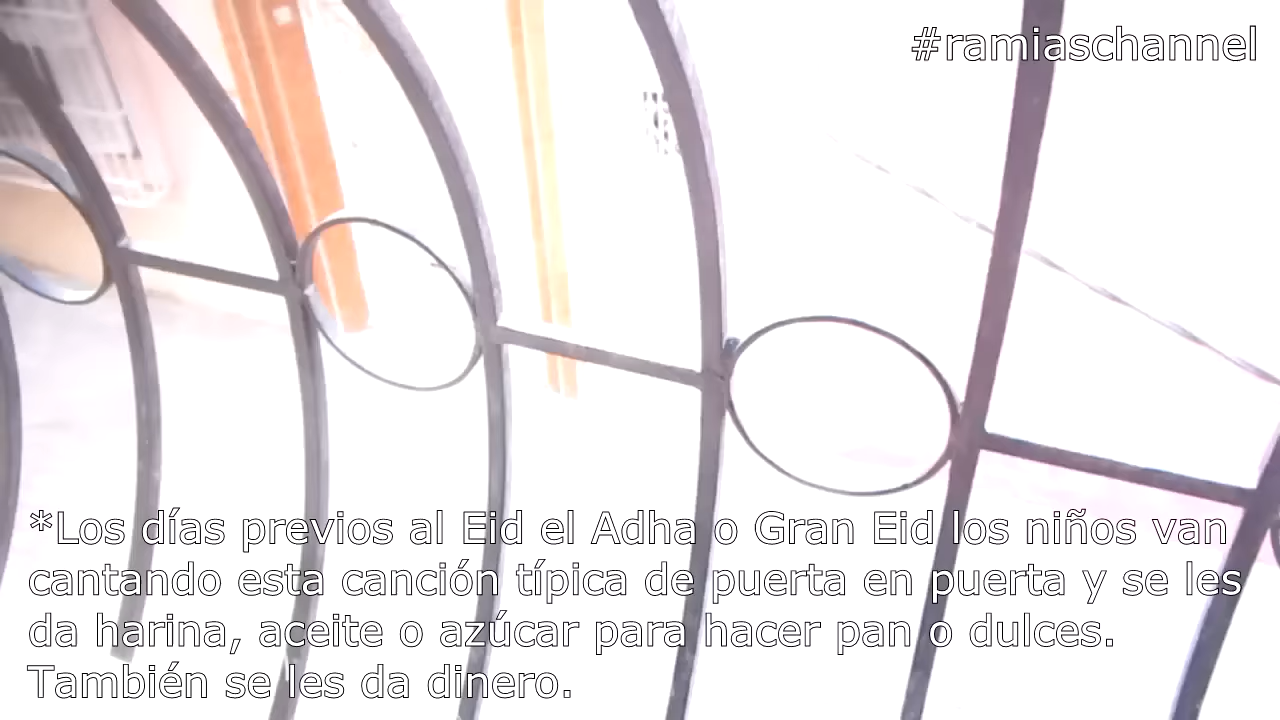 #ramiaschannel
*Los días previos al Eid el Adha o Gran Eid los niños van
cantando esta canción típica de puerta en puerta y se les
da harina, aceite o azúcar para hacer pan o dulces.
También se les da dinero.